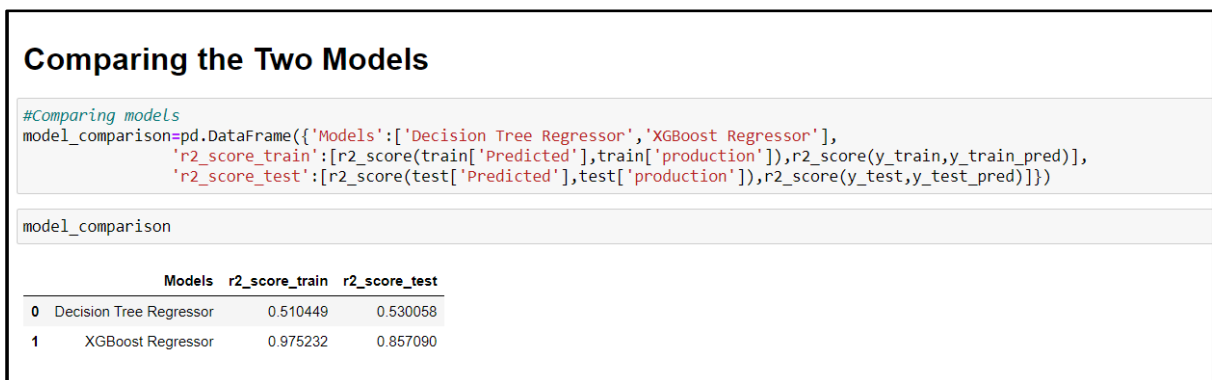 Comparing the Two Models
#Comparing models
model_comparison=pd.DataFrame({'Models':['Decision Tree Regressor','XGBoost Regressor'],
'r2_score_train':[r2_score(train['Predicted'],train['production']),r2_score(y_train,y_train_pred)],
'r2_score_test':[r2_score(test['Predicted'],test['production']),r2_score(y_test,y_test_pred)]})
model_comparison
Models r2_score_train r2_score_test
0 Decision Tree Regressor 0.510449 0.530058
1 XGBoost Regressor 0.975232 0.857090